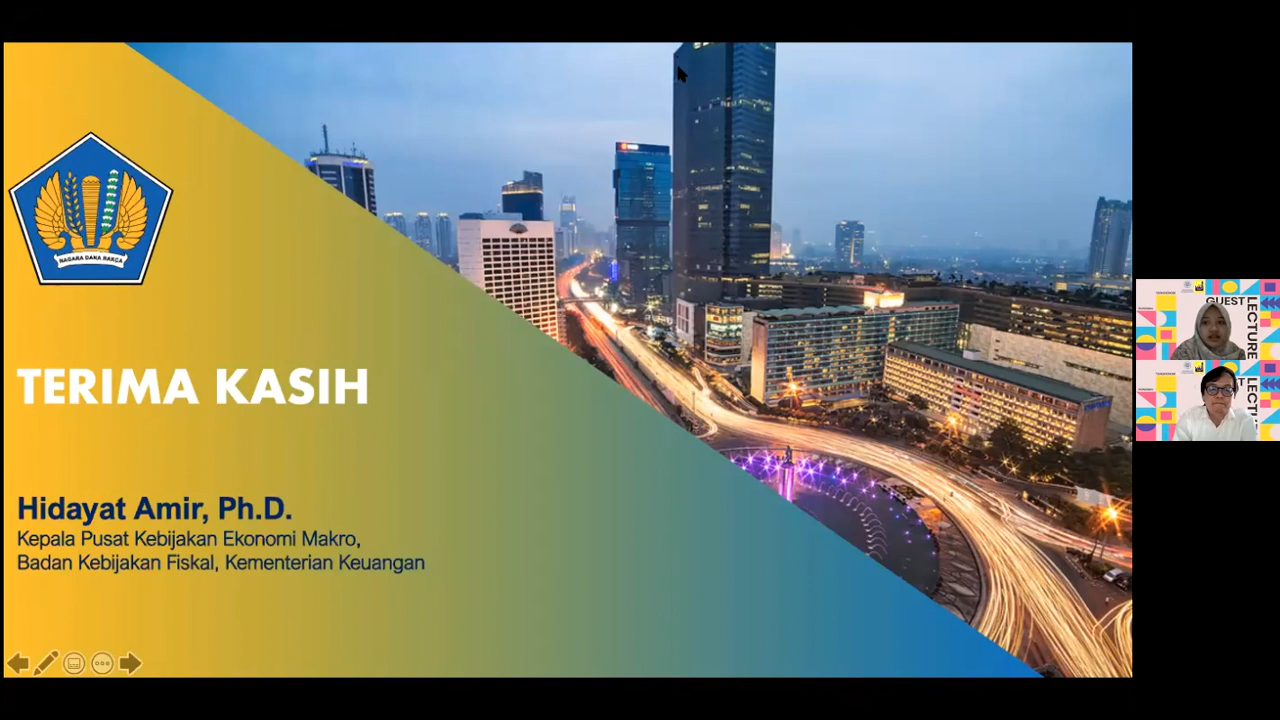 NAGARA DANA RAKCA
TERIMA KASIH
Hidayat Amir, Ph.D.
Kepala Pusat Kebijakan Ekonomi Makro,
Badan Kebijakan Fiskal, Kementerian Keuangan
GUEST
LECTURE